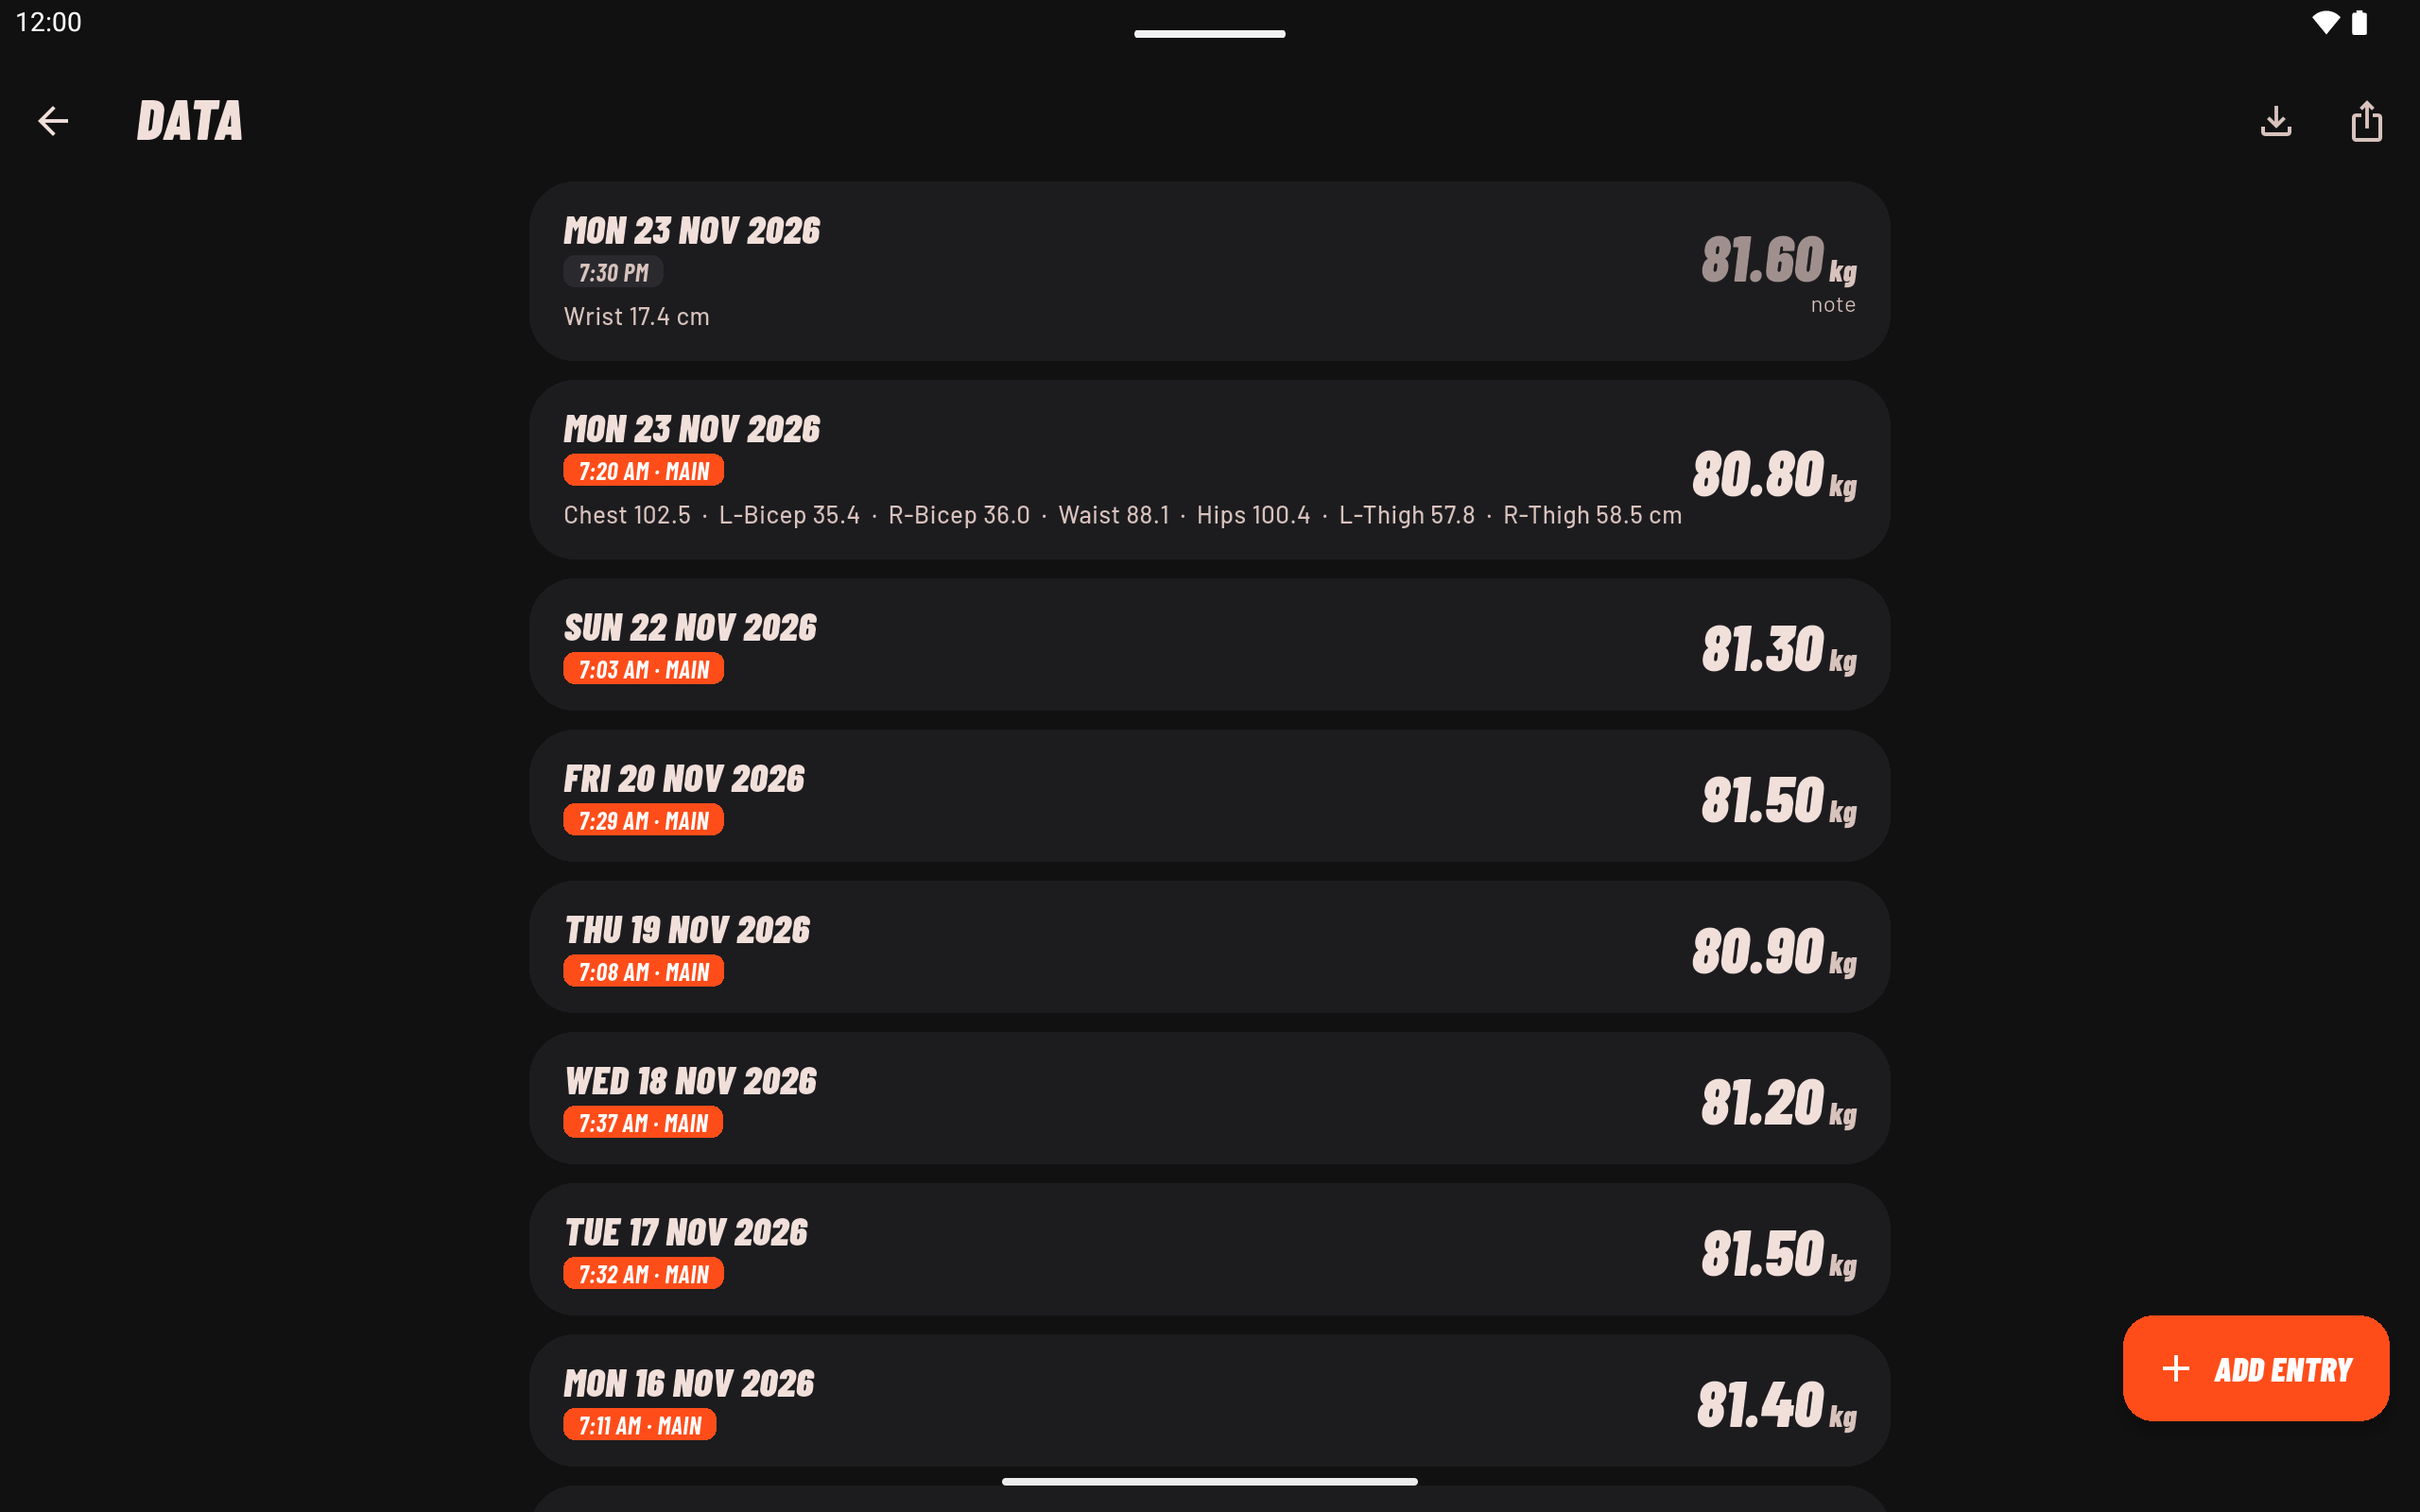 12:00
DATA
MON 23 NOV 2026
7:30 PM
Wrist 17.4 cm
81.60 kg
note
MON 23 NOV 2026
7:20 AM · MAIN
Chest 102.5 · L-Bicep 35.4 · R-Bicep 36.0 · Waist 88.1 · Hips 100.4 · L-Thigh 57.8 · R-Thigh 58.5 cm
80.80 kg
SUN 22 NOV 2026
7:03 AM · MAIN
81.30 kg
FRI 20 NOV 2026
7:29 AM · MAIN
81.50 kg
THU 19 NOV 2026
7:08 AM · MAIN
80.90 kg
WED 18 NOV 2026
7:37 AM · MAIN
81.20 kg
TUE 17 NOV 2026
7:32 AM · MAIN
81.50 kg
MON 16 NOV 2026
7:11 AM · MAIN
81.40 kg
ADD ENTRY